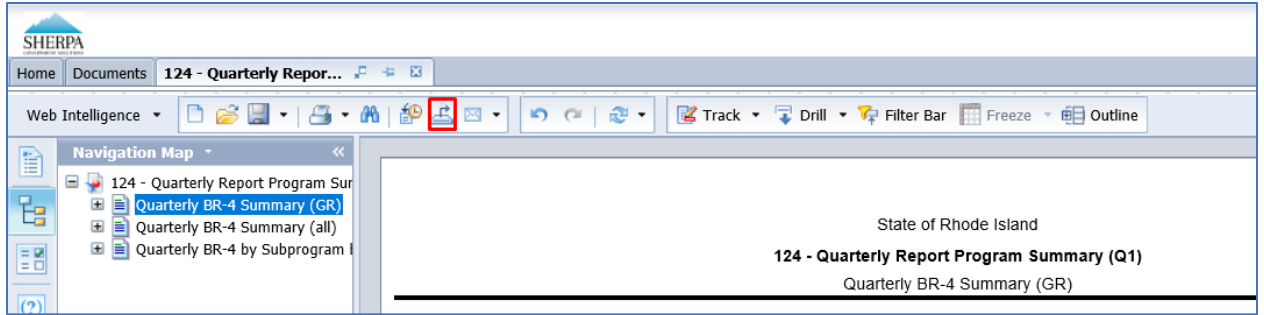 SHERPA
Home Documents 124 - Quarterly Repor...
Web Intelligence Track Drill Filter Bar Freeze Outline
Navigation Map
124 - Quarterly Report Program Sur
Quarterly BR-4 Summary (GR)
Quarterly BR-4 Summary (all)
Quarterly BR-4 by Subprogram
State of Rhode Island
124 - Quarterly Report Program Summary (Q1)
Quarterly BR-4 Summary (GR)